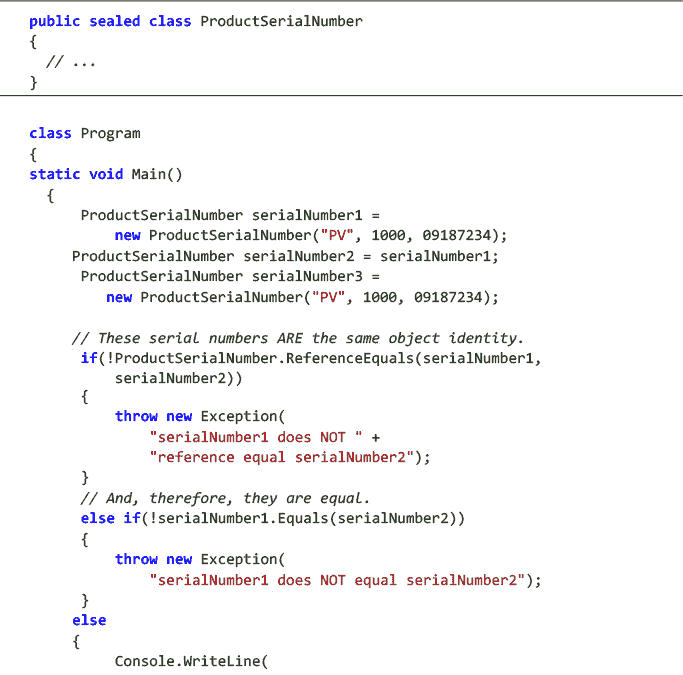 public sealed class ProductSerialNumber
{
// ...
}
class Program
{
static void Main()
{
ProductSerialNumber serialNumber1 =
new ProductSerialNumber("PV", 1000, 09187234);
ProductSerialNumber serialNumber2 = serialNumber1;
ProductSerialNumber serialNumber3 =
new ProductSerialNumber("PV", 1000, 09187234);
// These serial numbers ARE the same object identity.
if(!ProductSerialNumber.ReferenceEquals(serialNumber1,
serialNumber2))
{
throw new Exception(
"serialNumber1 does NOT " +
"reference equal serialNumber2");
}
// And, therefore, they are equal.
else if(!serialNumber1.Equals(serialNumber2))
{
throw new Exception(
"serialNumber1 does NOT equal serialNumber2");
}
else
{
Console.WriteLine(